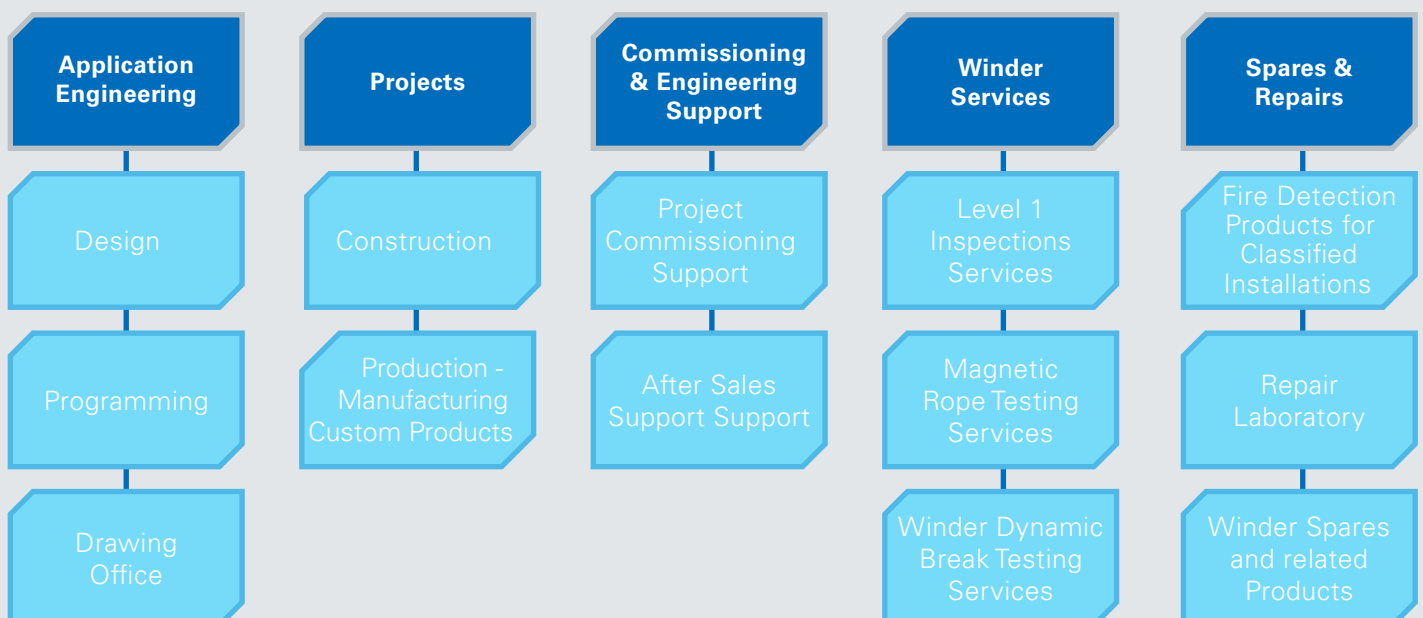 Application
Engineering
Projects
Commissioning
& Engineering
Support
Winder
Services
Spares &
Repairs
Design
Construction
Project
Commissioning
Support
Level 1
Inspections
Services
Fire Detection
Products for
Classified
Installations
Programming
Production -
Manufacturing
Custom Products
After Sales
Support Support
Magnetic
Rope Testing
Services
Repair
Laboratory
Drawing
Office
Winder Dynamic
Break Testing
Services
Winder Spares
and related
Products